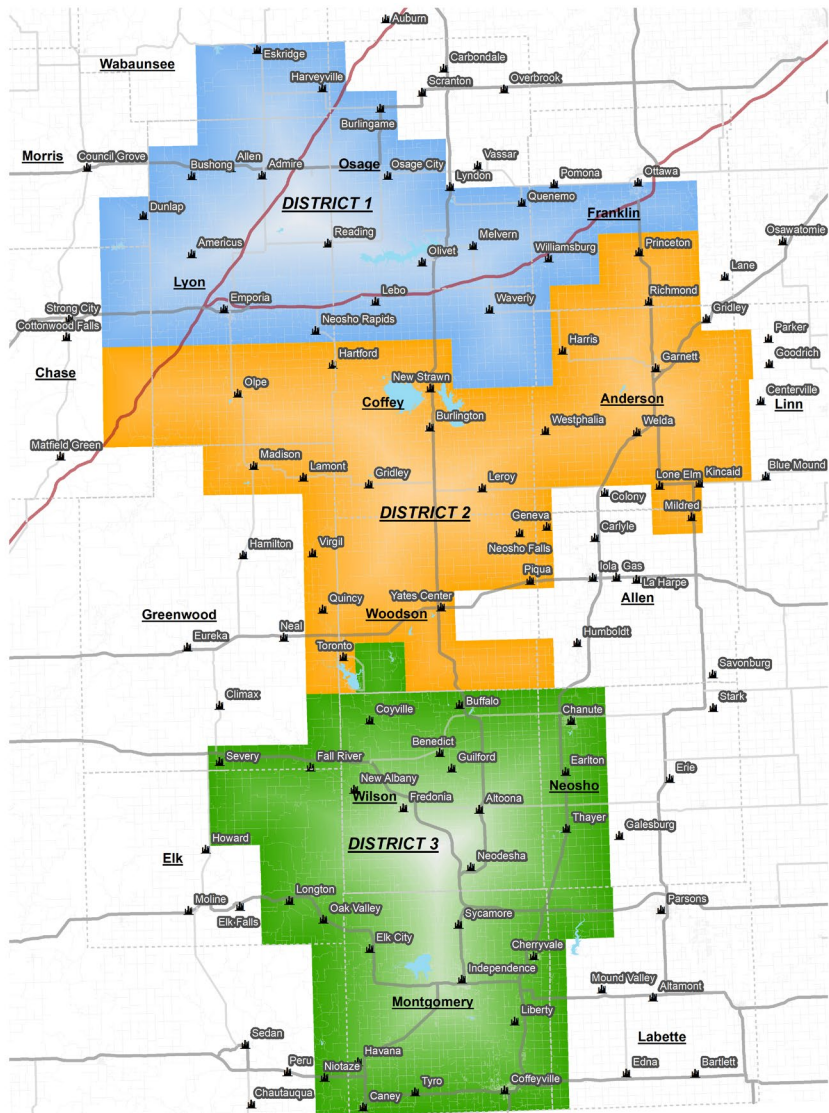 Auburn
Eskridge
Carbondale
Wabaunsee
Harveyville
Scranton
Overbrook
Burlingame
Morris
Council Grove
Allen
Osage
Vassar
Bushong
Admire
Osage City
Lyndon
Pomona
Ottawa
DISTRICT 1
Quenemo
Dunlap
Franklin
Osawatomie
Americus
Reading
Melvern
Olivet
Williamsburg
Princeton
Lane
Lyon
Lebo
Strong City
Emporia
Waverly
Richmond
Gridley
Cottonwood Falls
Neosho Rapids
Harris
Parker
Chase
Hartford
Garnett
Goodrich
Olpe
New Strawn
Coffey
Anderson
Centerville
Linn
Burlington
Westphalia
Welda
Matfield Green
Madison
Lamont
Gridley
Leroy
Lone Elm
Kincaid
Blue Mound
Colony
DISTRICT 2
Mildred
Geneva
Hamilton
Virgil
Neosho Falls
Carlyle
Piqua
Iola
Gas
La Harpe
Quincy
Yates Center
Allen
Greenwood
Woodson
Eureka
Neal
Humboldt
Toronto
Savonburg
Climax
Buffalo
Stark
Coyville
Chanute
Benedict
Severy
Fall River
Guilford
Earlton
Erie
New Albany
Wilson
Neosho
Fredonia
Altoona
Thayer
Howard
DISTRICT 3
Galesburg
Elk
Neodesha
Moline
Longton
Elk Falls
Oak Valley
Sycamore
Parsons
Elk City
Cherryvale
Independence
Mound Valley
Altamont
Montgomery
Liberty
Sedan
Labette
Havana
Peru
Niotaze
Tyro
Coffeyville
Edna
Bartlett
Chautauqua
Caney